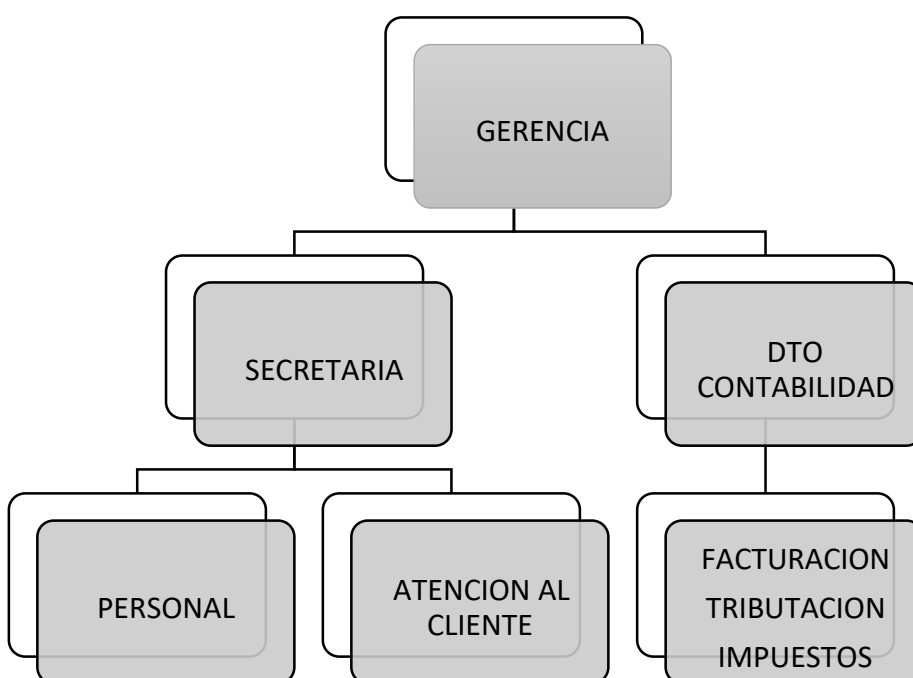 GERENCIA
SECRETARIA
DTO
CONTABILIDAD
PERSONAL
ATENCION AL
CLIENTE
FACTURACION
TRIBUTACION
IMPUESTOS